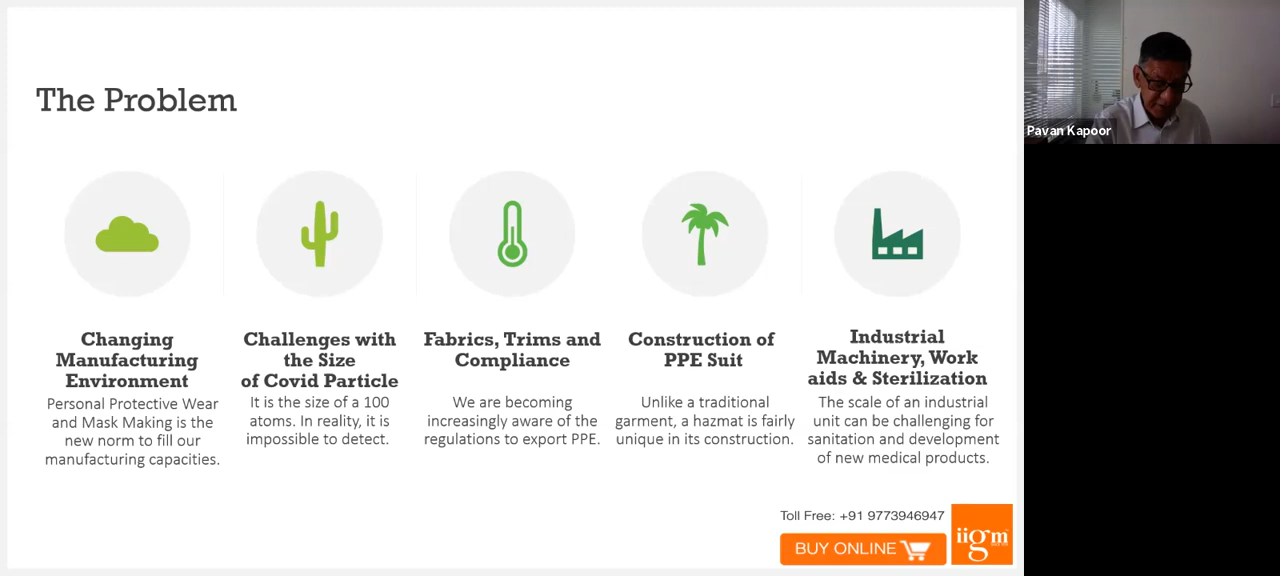 The Problem
Changing
Manufacturing
Environment
Personal Protective Wear
and Mask Making is the
new norm to fill our
manufacturing capacities.
Challenges with
the Size
of Covid Particle
It is the size of a 100
atoms. In reality, it is
impossible to detect.
Fabrics, Trims and
Compliance
We are becoming
increasingly aware of the
regulations to export PPE.
Construction of
PPE Suit
Unlike a traditional
garment, a hazmat is fairly
unique in its construction.
Industrial
Machinery, Work
aids & Sterilization
The scale of an industrial
unit can be challenging for
sanitation and development
of new medical products.
Toll Free: +91 9773946947
BUY ONLINE
iigm
Pavan Kapoor